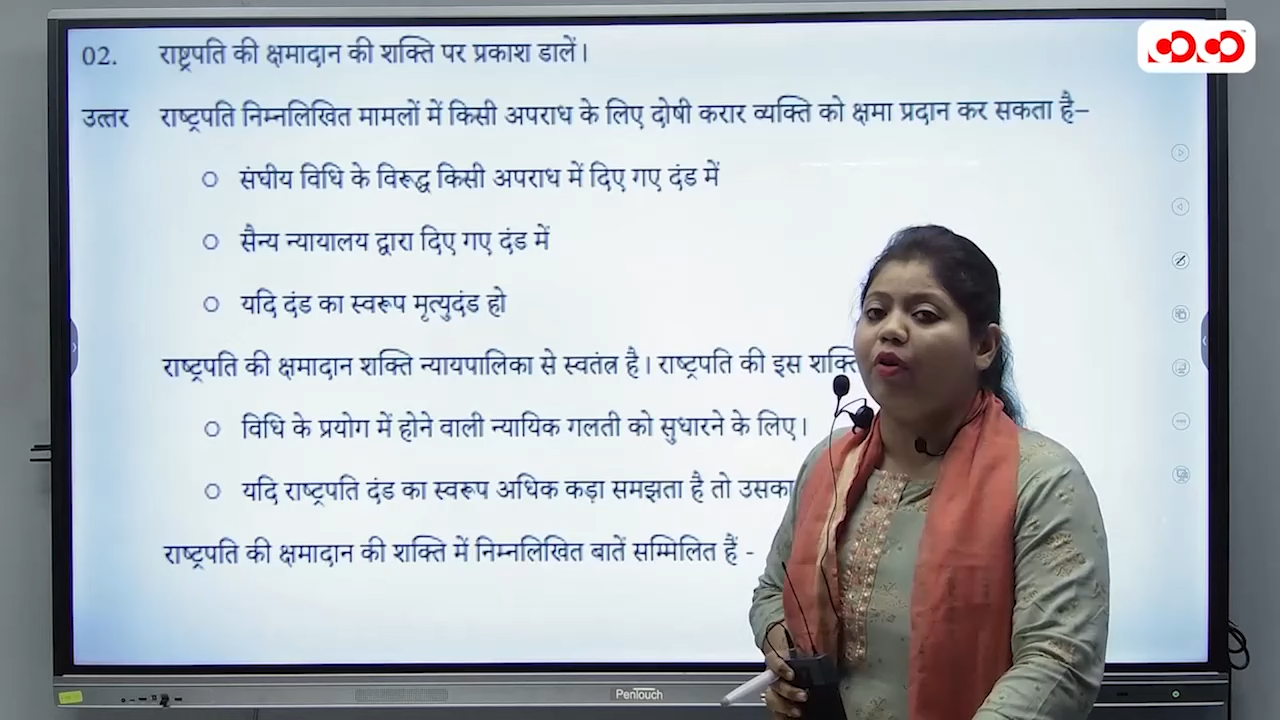 02. राष्ट्रपति की क्षमादान की शक्ति पर प्रकाश डालें।
उत्तर राष्ट्रपति निम्नलिखित मामलों में किसी अपराध के लिए दोषी करार व्यक्ति को क्षमा प्रदान कर सकता है–
संघीय विधि के विरूद्ध किसी अपराध में दिए गए दंड में
सैन्य न्यायालय द्वारा दिए गए दंड में
यदि दंड का स्वरूप मृत्युदंड हो
राष्ट्रपति की क्षमादान शक्ति न्यायपालिका से स्वतंत्र है। राष्ट्रपति की इस शक्ति
विधि के प्रयोग में होने वाली न्यायिक गलती को सुधारने के लिए।
यदि राष्ट्रपति दंड का स्वरूप अधिक कड़ा समझता है तो उसका
राष्ट्रपति की क्षमादान की शक्ति में निम्नलिखित बातें सम्मिलित हैं -
PenTouch